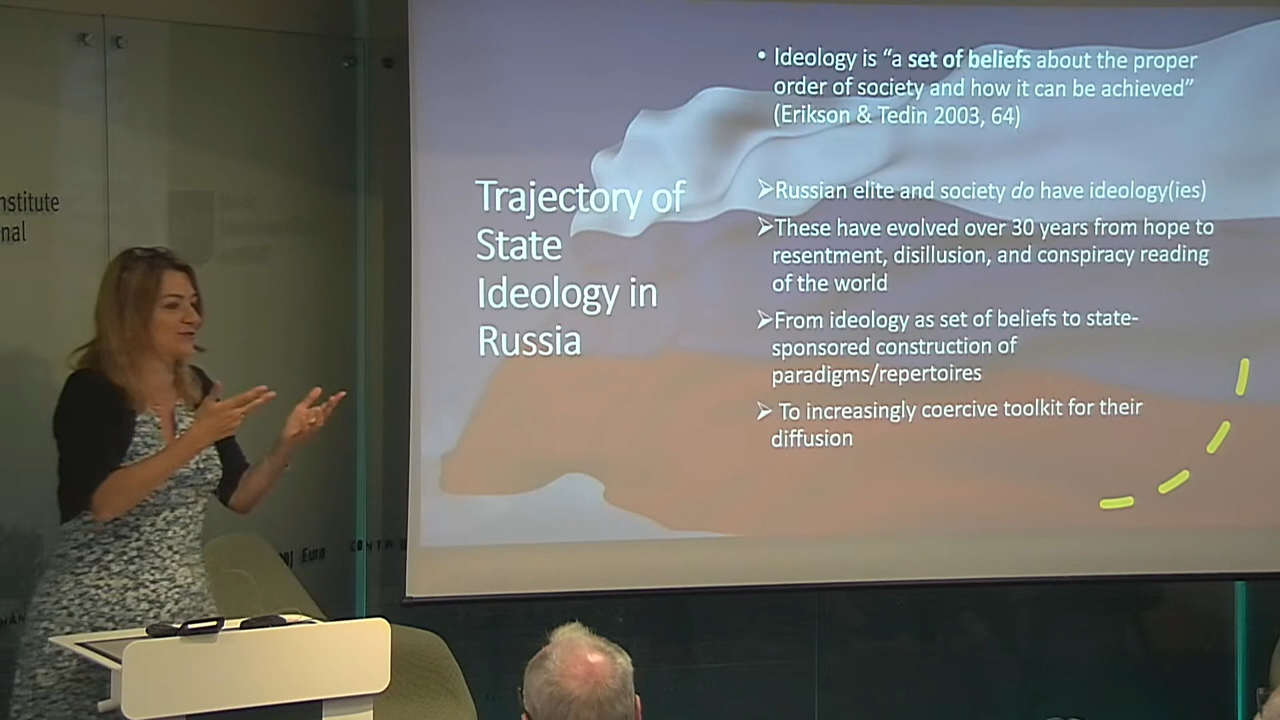 nstitute
nal
Trajectory of
State
Ideology in
Russia
• Ideology is “a set of beliefs about the proper
order of society and how it can be achieved”
(Erikson & Tedin 2003, 64)
➢Russian elite and society do have ideology(ies)
➢These have evolved over 30 years from hope to
resentment, disillusion, and conspiracy reading
of the world
➢From ideology as set of beliefs to state-
sponsored construction of
paradigms/repertoires
➢ To increasingly coercive toolkit for their
diffusion
Euro